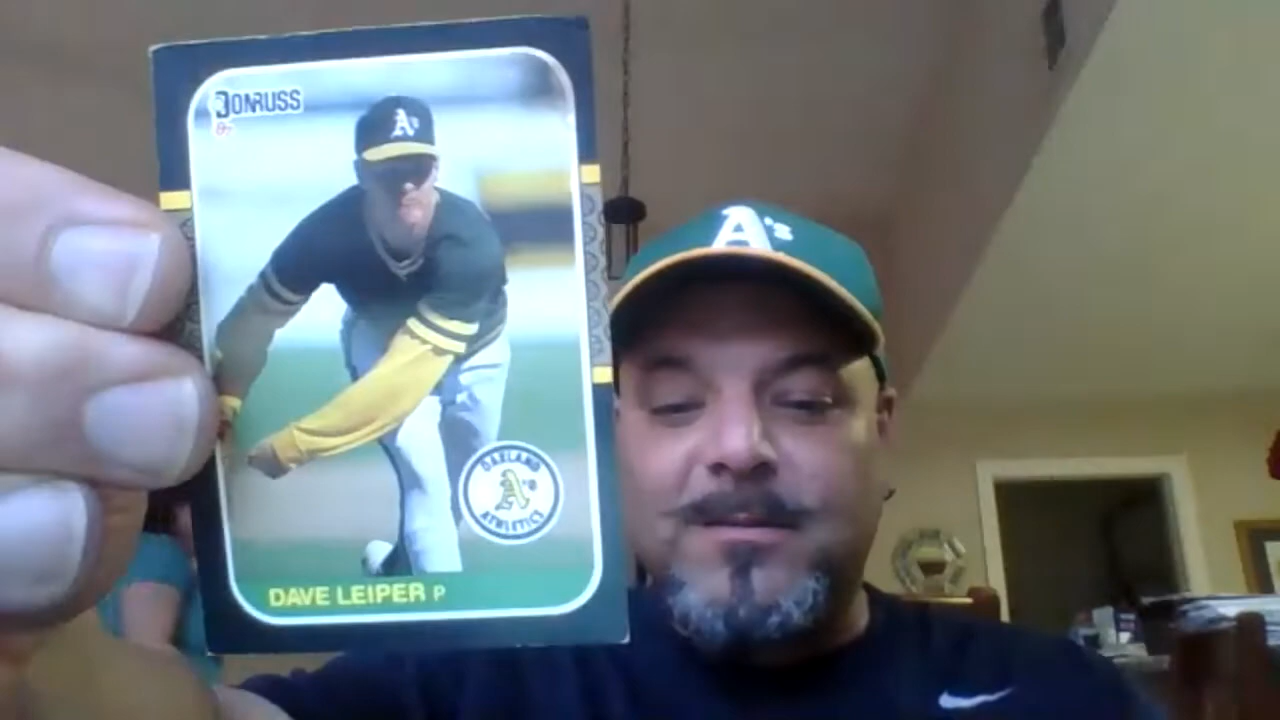 DONRUSS
87
A's
A's
OAKLAND
A's
ATHLETICS
DAVE LEIPER P